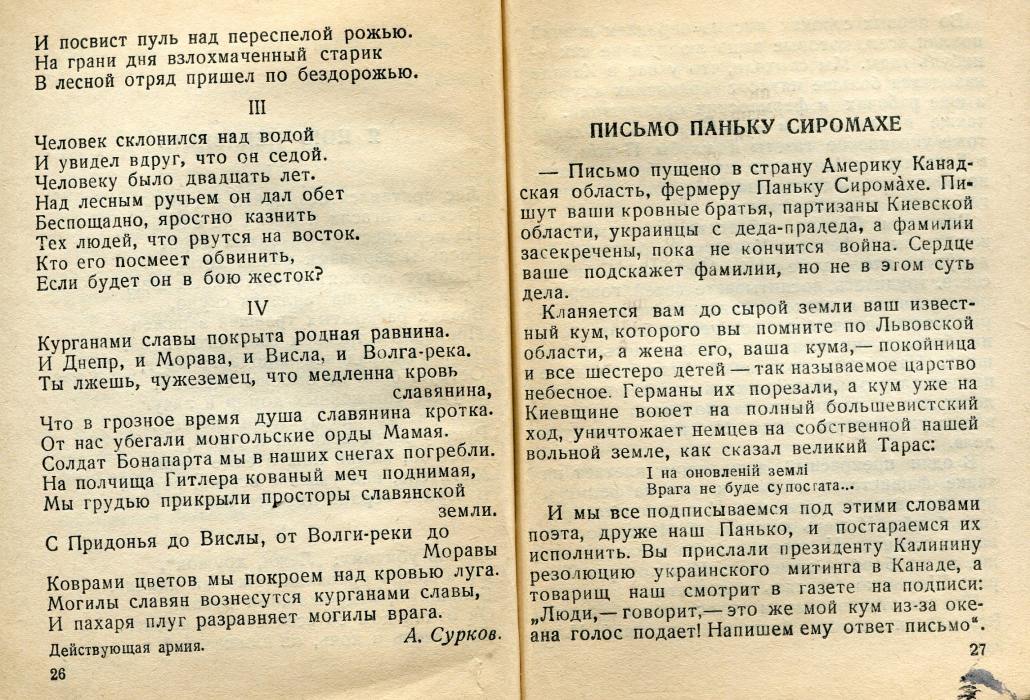 И посвист пуль над переспелой рожью.
На грани дня взлохмаченный старик
В лесной отряд пришел по бездорожью.
III
Человек склонился над водой
И увидел вдруг, что он седой.
Человеку было двадцать лет.
Над лесным ручьем он дал обет
Беспощадно, яростно казнить
Тех людей, что рвутся на восток.
Кто его посмеет обвинить,
Если будет он в бою жесток?
IV
Курганами славы покрыта родная равнина.
И Днепр, и Морава, и Висла, и Волга-река.
Ты лжешь, чужеземец, что медленна кровь
славянина,
Что в грозное время душа славянина кротка.
От нас убегали монгольские орды Мамая.
Солдат Бонапарта мы в наших снегах погребли.
На полчища Гитлера кованый меч поднимая,
Мы грудью прикрыли просторы славянской
земли.
С Придонья до Вислы, от Волги-реки до
Моравы
Коврами цветов мы покроем над кровью луга.
Могилы славян вознесутся курганами славы,
И пахаря плуг разравняет могилы врага.
А. Сурков.
Действующая армия.
26
ПИСЬМО ПАНЬКУ СИРОМАХЕ
— Письмо пущено в страну Америку Канад-
ская область, фермеру Паньку Сиромахе. Пи-
шут ваши кровные братья, партизаны Киевской
области, украинцы с деда-прадеда, а фамилии
засекречены, пока не кончится война. Сердце
ваше подскажет фамилии, но не в этом суть
дела.
Кланяется вам до сырой земли ваш извест-
ный кум, которого вы помните по Львовской
области, а жена его, ваша кума,— покойница
и все шестеро детей — так называемое царство
небесное. Германы их порезали, а кум уже на
Киевщине воюет на полный большевистский
ход, уничтожает немцев на собственной нашей
вольной земле, как сказал великий Тарас:
І на оновленій землі
Врага не буде супостата...
И мы все подписываемся под этими словами
поэта, друже наш Панько, и постараемся их
исполнить. Вы прислали президенту Калинину
резолюцию украинского митинга в Канаде, а
товарищ наш смотрит в газете на подписи:
„Люди,— говорит,— это же мой кум из-за оке-
ана голос подает! Напишем ему ответ письмо“.
27